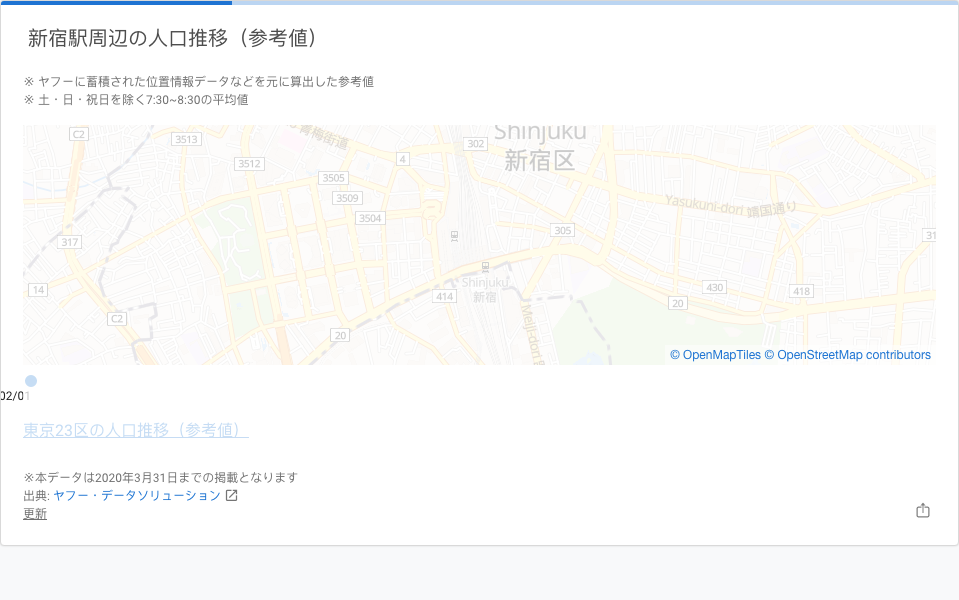 新宿駅周辺の人口推移（参考値）
※ ヤフーに蓄積された位置情報データなどを元に算出した参考値
※ 土・日・祝日を除く7:30~8:30の平均値
C2
3513
青梅街道
302
Shinjuku
新宿区
3512
4
3505
3509
3504
Yasukuni-dori 靖国通り
317
305
31
14
Shinjuku
新宿
414
430
418
20
C2
20
Meiji-dori
© OpenMapTiles © OpenStreetMap contributors
02/01
東京23区の人口推移（参考値）
※本データは2020年3月31日までの掲載となります
出典: ヤフー・データソリューション
更新